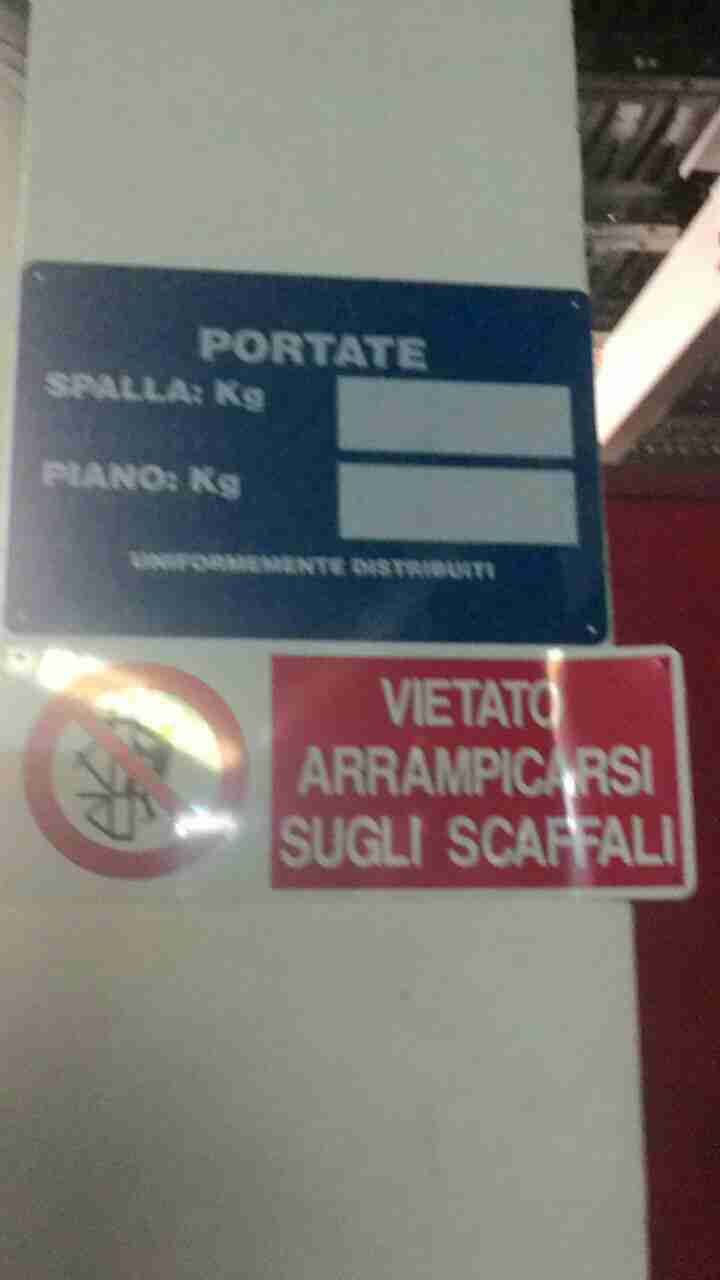 PORTATE
SPALLA: Kg
PIANO: Kg
UNIFORMEMENTE DISTRIBUITI
VIETATO
ARRAMPICARSI
SUGLI SCAFFALI